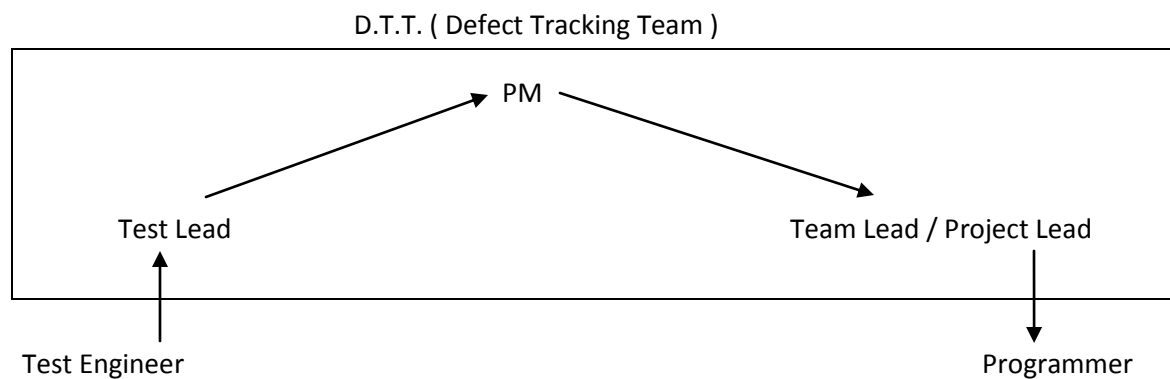 D.T.T. ( Defect Tracking Team )
PM
Test Lead
Team Lead / Project Lead
Test Engineer
Programmer